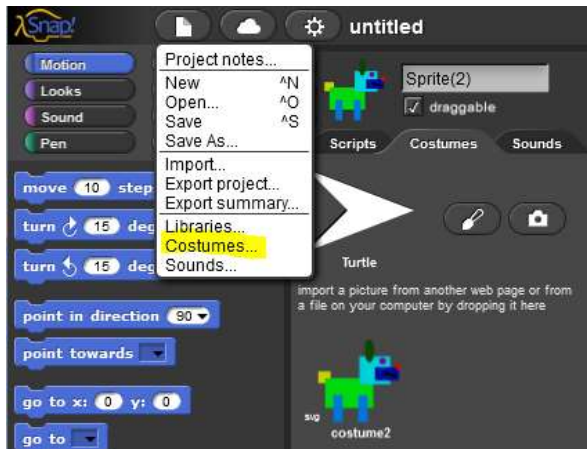 Snap!
untitled
Motion
Looks
Sound
Pen
Project notes...
New ^N
Open... ^O
Save ^S
Save As...
Import...
Export project...
Export summary...
Libraries...
Costumes...
Sounds...
Sprite(2)
draggable
Scripts Costumes Sounds
move 10 step
turn 15 deg
turn 15 deg
point in direction 90
point towards
go to x: 0 y: 0
go to
Turtle
import a picture from another web page or from
a file on your computer by dropping it here
svg
costume2